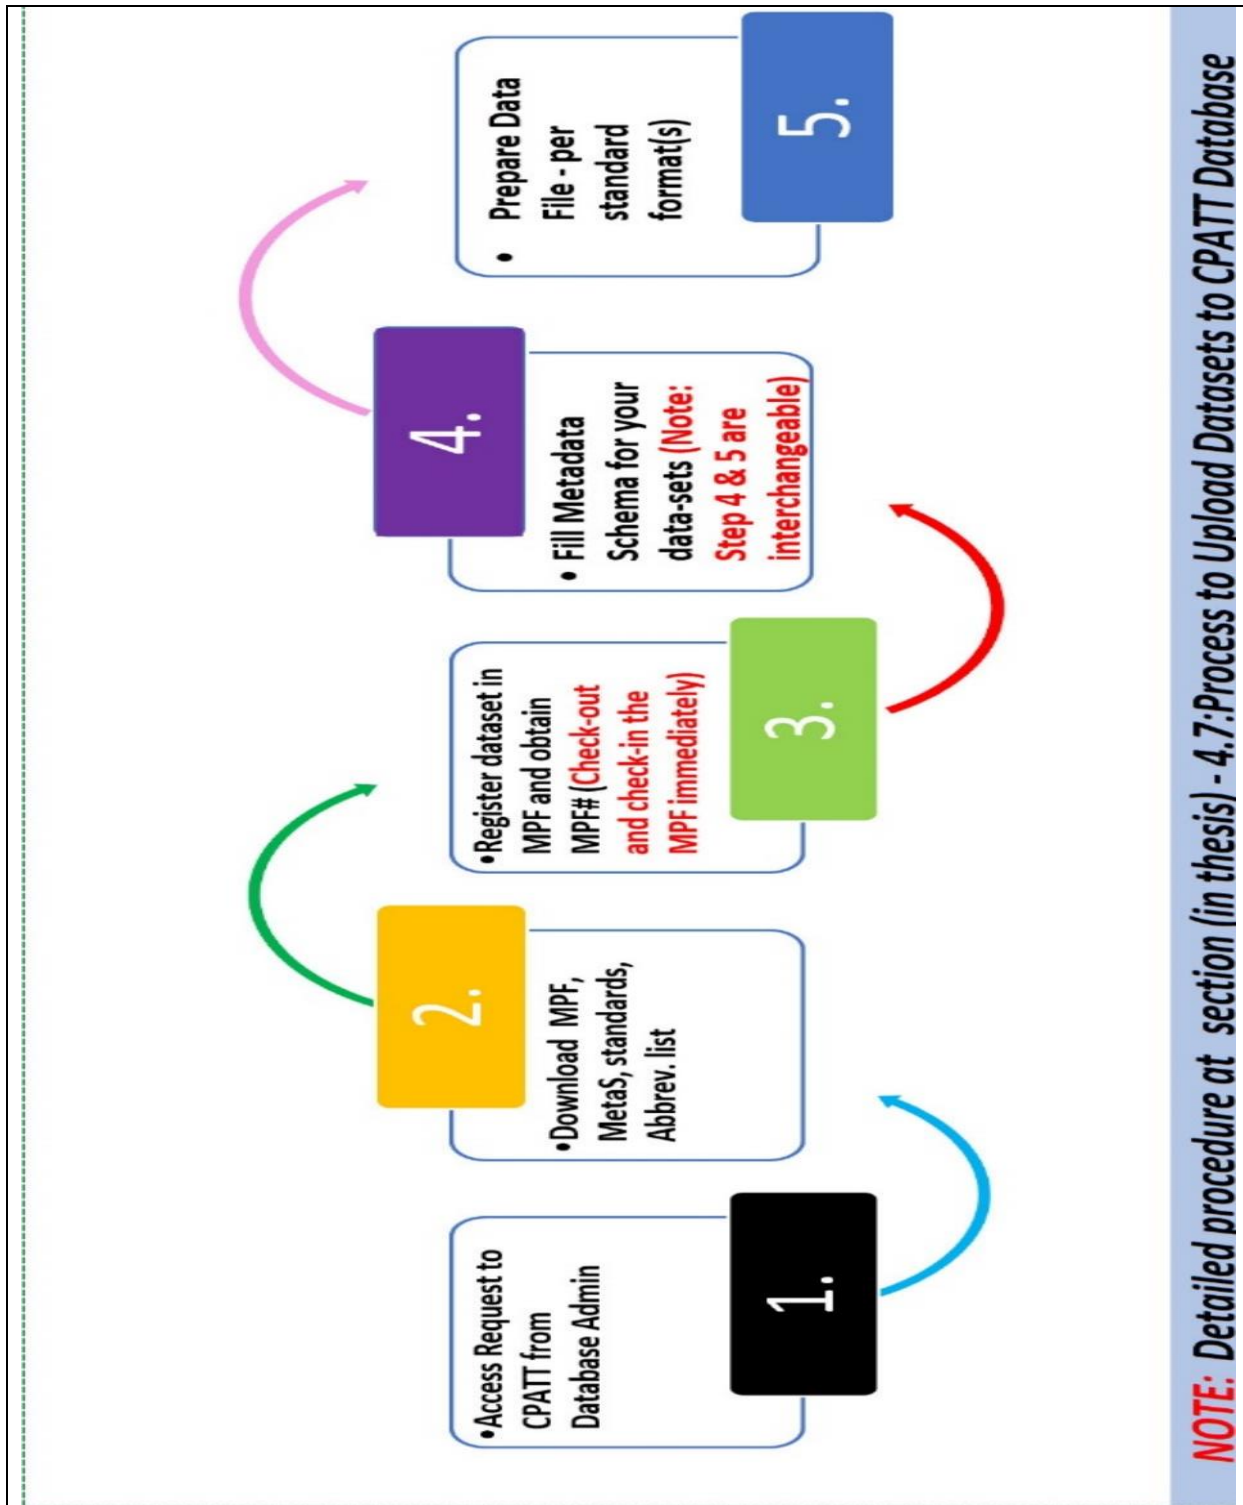 •Access Request to
CPATT from
Database Admin
1.
2.
•Download MPF,
MetaS, standards,
Abbrev. list
•Register dataset in
MPF and obtain
MPF# (Check-out
and check-in the
MPF immediately)
3.
4.
• Fill Metadata
Schema for your
data-sets (Note:
Step 4 & 5 are
interchangeable)
• Prepare Data
File - per
standard
format(s)
5.
NOTE: Detailed procedure at section (in thesis) - 4.7:Process to Upload Datasets to CPATT Database